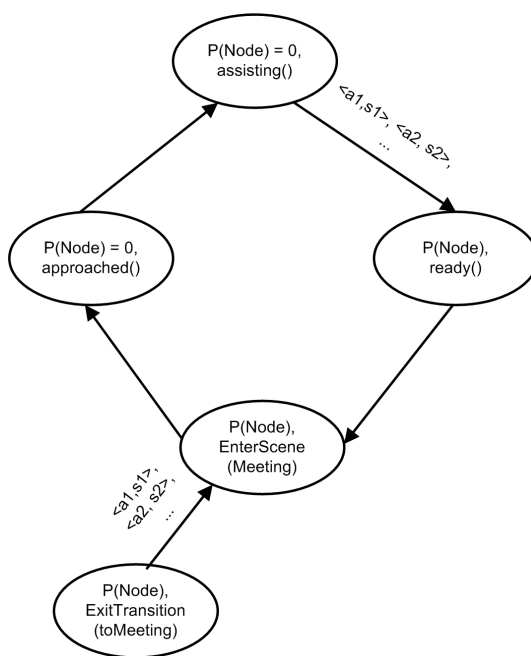 P(Node) = 0,
assisting()
<a1,s1>, <a2, s2>,
...
P(Node) = 0,
approached()
P(Node),
ready()
P(Node),
EnterScene
(Meeting)
<a1,s1>,
<a2, s2>,
...
P(Node),
ExitTransition
(toMeeting)